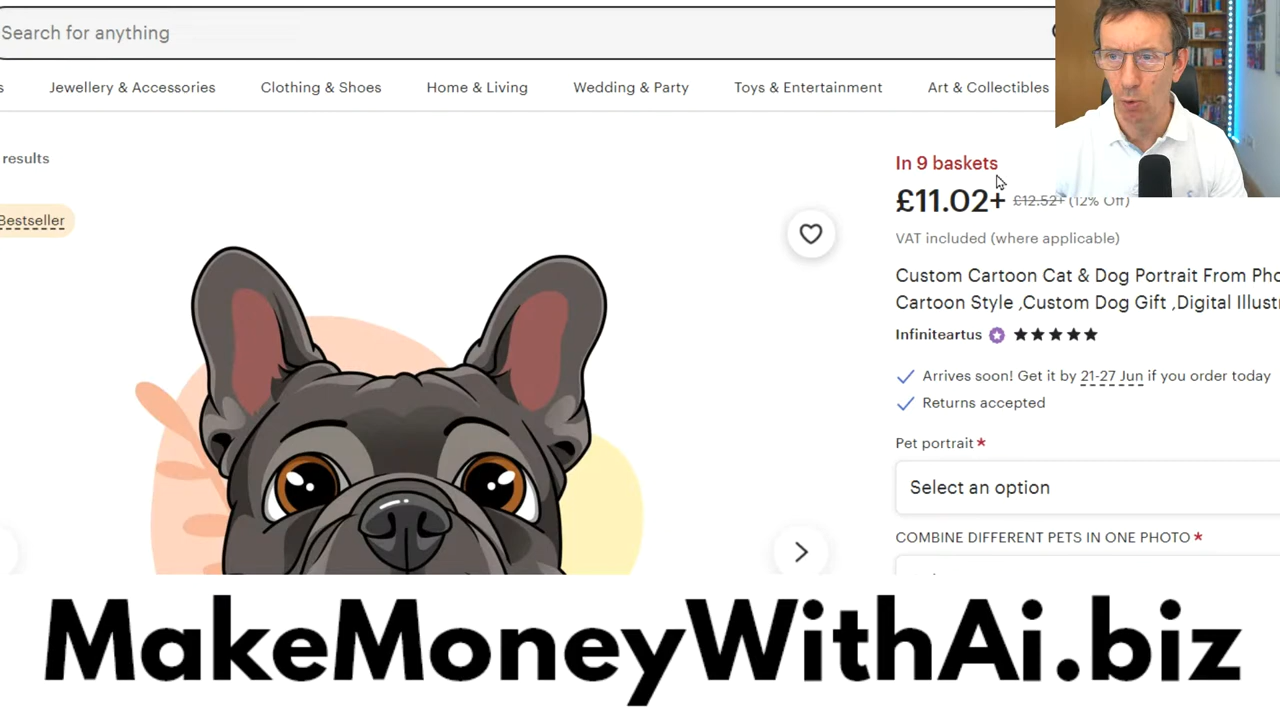 Search for anything
Jewellery & Accessories Clothing & Shoes Home & Living Wedding & Party Toys & Entertainment Art & Collectibles
results
In 9 baskets
Bestseller
£11.02+ £12.52+ (12% Off)
VAT included (where applicable)
Custom Cartoon Cat & Dog Portrait From
Cartoon Style ,Custom Dog Gift ,Digital
Infiniteartus ★★★★★
Arrives soon! Get it by 21-27 Jun if you order today
Returns accepted
Pet portrait*
Select an option
COMBINE DIFFERENT PETS IN ONE PHOTO *
MakeMoneyWithAi.biz